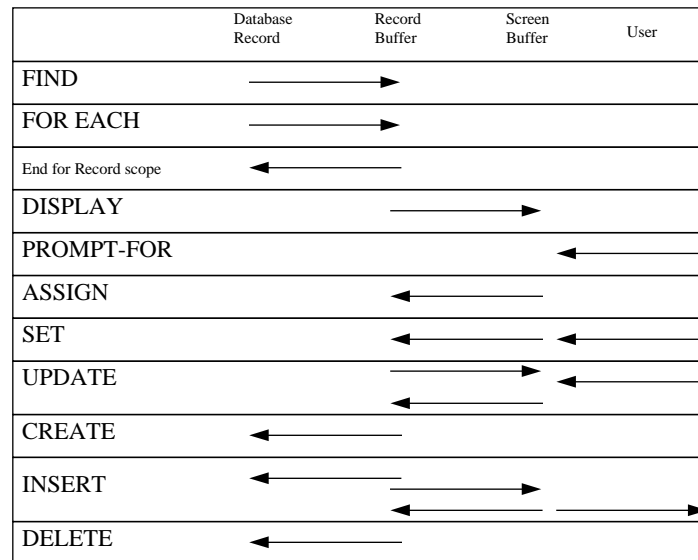 Database Record
Record Buffer
Screen Buffer
User
FIND
FOR EACH
End for Record scope
DISPLAY
PROMPT-FOR
ASSIGN
SET
UPDATE
CREATE
INSERT
DELETE